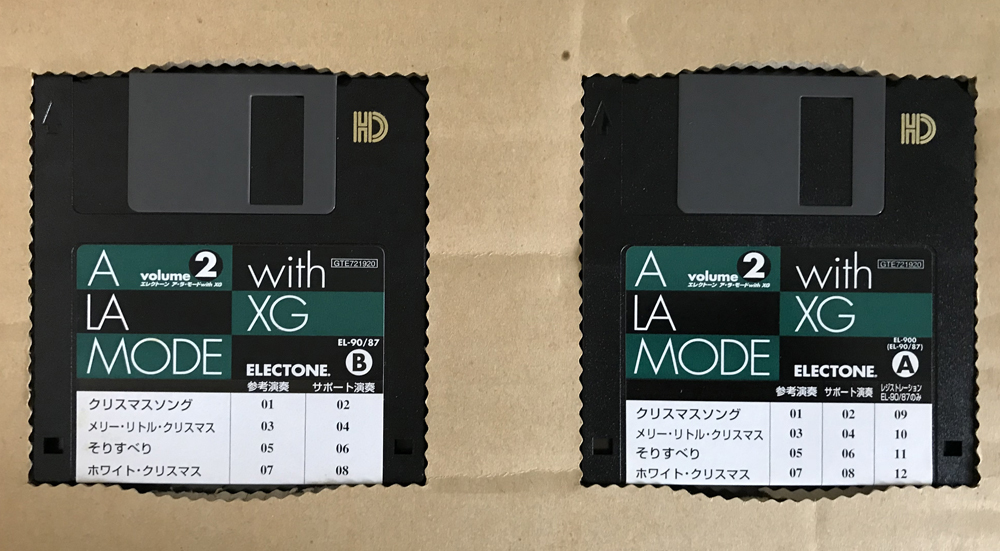 HD
A
volume 2
エレクトーン ア・ラ・モード with XG
with
GTE721920
LA
XG
MODE
EL-90/87
ELECTONE. B
参考演奏 サポート演奏
クリスマスソング 01 02
メリー・リトル・クリスマス 03 04
そりすべり 05 06
ホワイト・クリスマス 07 08
HD
A
volume 2
エレクトーン ア・ラ・モード with XG
with
GTE721920
LA
XG
MODE
EL-900
(EL-90/87)
ELECTONE. A
参考演奏 サポート演奏 レジストレーション
EL-90/87のみ
クリスマスソング 01 02 09
メリー・リトル・クリスマス 03 04 10
そりすべり 05 06 11
ホワイト・クリスマス 07 08 12